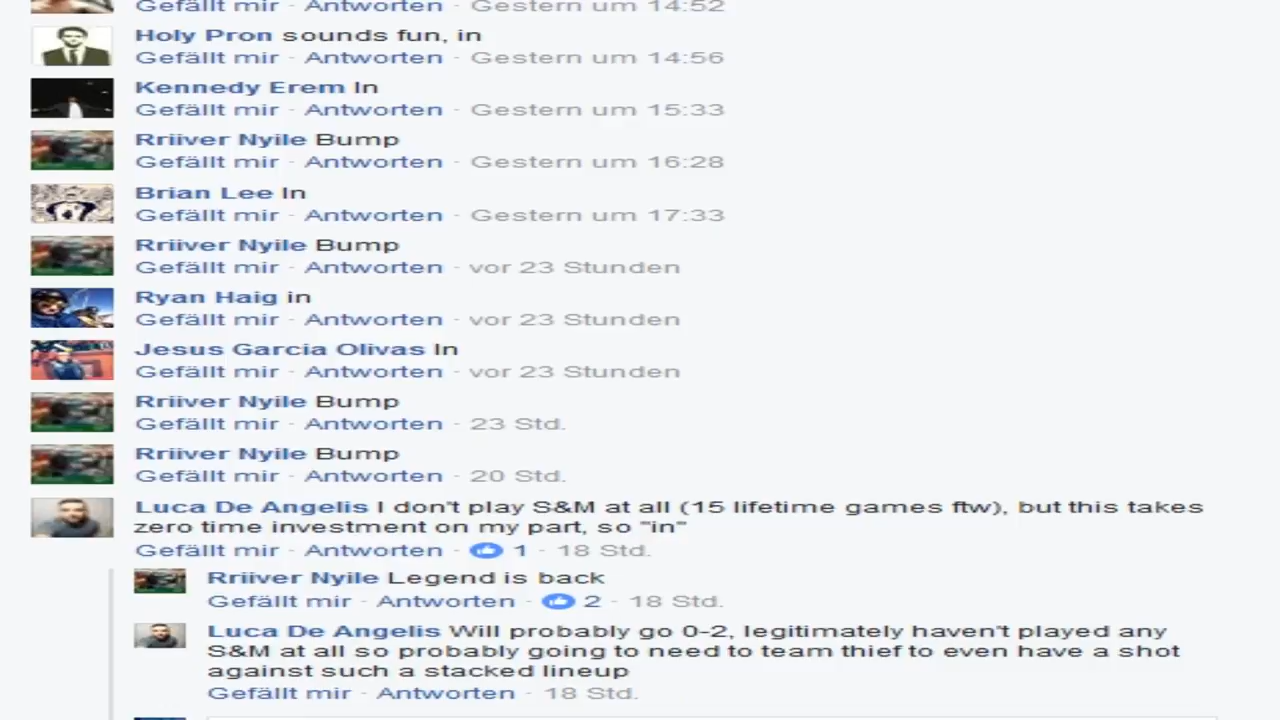 Gefällt mir · Antworten · Gestern um 14:52
Holy Pron sounds fun, in
Gefällt mir · Antworten · Gestern um 14:56
Kennedy Erem In
Gefällt mir · Antworten · Gestern um 15:33
Rriiver Nyile Bump
Gefällt mir · Antworten · Gestern um 16:28
Brian Lee In
Gefällt mir · Antworten · Gestern um 17:33
Rriiver Nyile Bump
Gefällt mir · Antworten · vor 23 Stunden
Ryan Haig in
Gefällt mir · Antworten · vor 23 Stunden
Jesus Garcia Olivas In
Gefällt mir · Antworten · vor 23 Stunden
Rriiver Nyile Bump
Gefällt mir · Antworten · 23 Std.
Rriiver Nyile Bump
Gefällt mir · Antworten · 20 Std.
Luca De Angelis I don't play S&M at all (15 lifetime games ftw), but this takes
zero time investment on my part, so "in"
Gefällt mir · Antworten · 1 · 18 Std.
Rriiver Nyile Legend is back
Gefällt mir · Antworten · 2 · 18 Std.
Luca De Angelis Will probably go 0-2, legitimately haven't played any
S&M at all so probably going to need to team thief to even have a shot
against such a stacked lineup
Gefällt mir · Antworten · 18 Std.